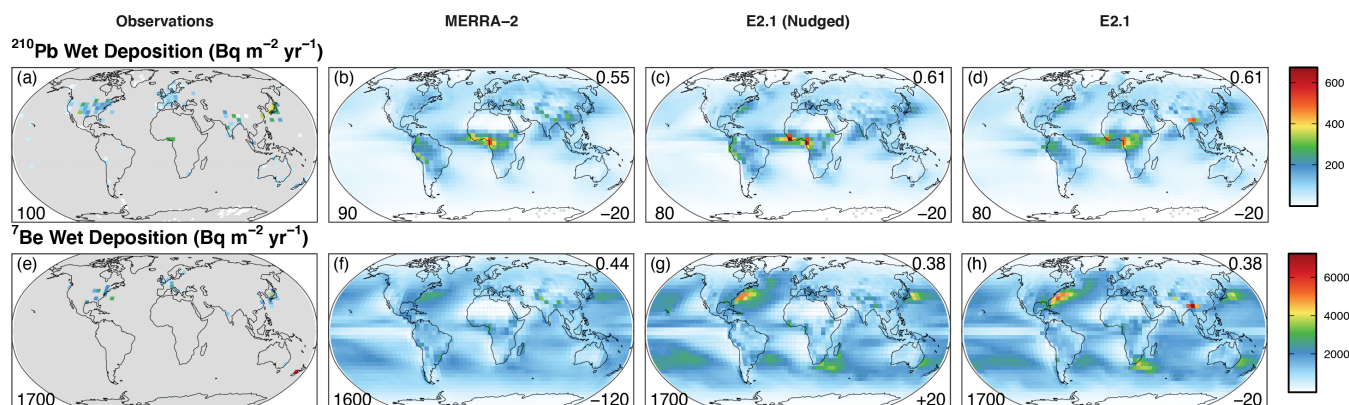 Observations MERRA−2 E2.1 (Nudged) E2.1
²¹⁰Pb Wet Deposition (Bq m⁻² yr⁻¹)
(a) (b) 0.55 (c) 0.61 (d) 0.61
600
400
200
100 90 −20 80 −20 80 −20
⁷Be Wet Deposition (Bq m⁻² yr⁻¹)
(e) (f) 0.44 (g) 0.38 (h) 0.38
6000
4000
2000
1700 1600 −120 1700 +20 1700 −20